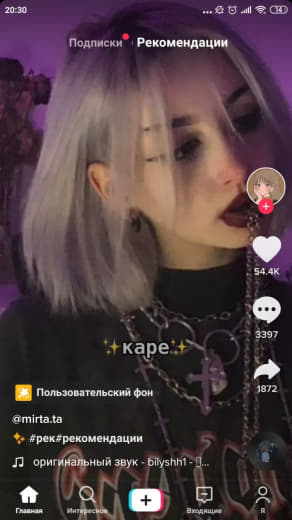 20:30
14
Подписки Рекомендации
54.4K
3397
✨каре✨
1872
Пользовательский фон
@mirta.ta
✨ #рек#рекомендации
оригинальный звук - bilyshh1 - ...
Главная Интересное Входящие Я